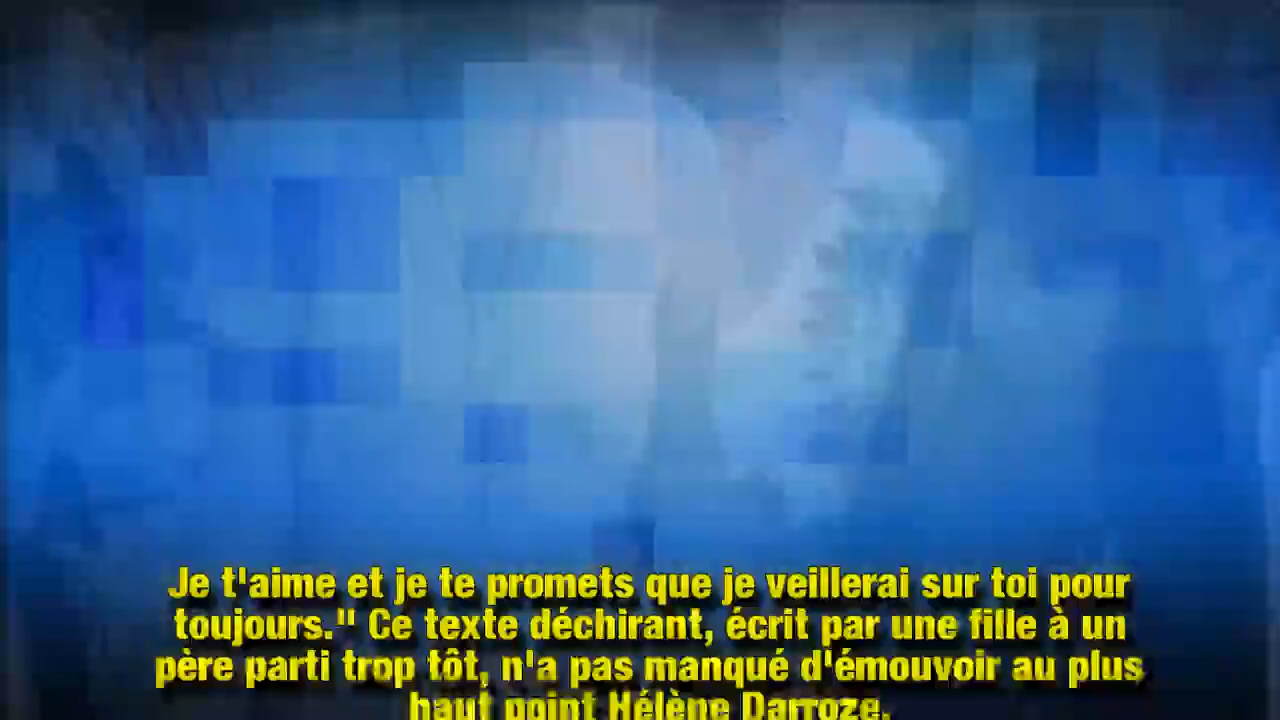 Je t'aime et je te promets que je veillerai sur toi pour
toujours." Ce texte déchirant, écrit par une fille à un
père parti trop tôt, n'a pas manqué d'émouvoir au plus
haut point Hélène Darroze.